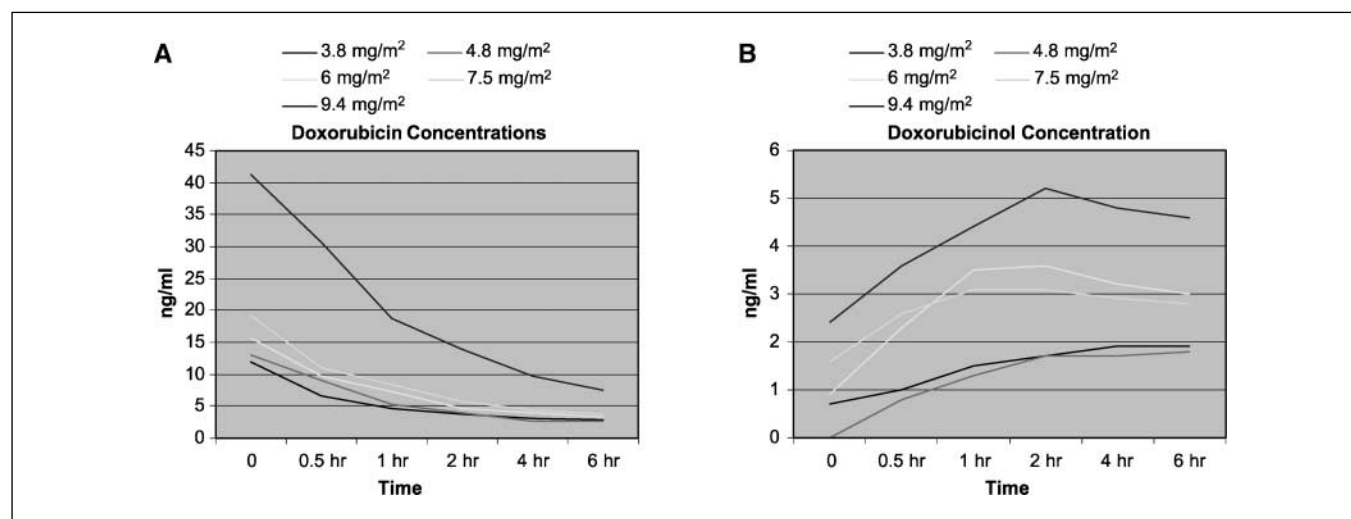 A
3.8 mg/m² 4.8 mg/m²
6 mg/m² 7.5 mg/m²
9.4 mg/m²
Doxorubicin Concentrations
45
40
35
30
25
20
15
10
5
0
ng/ml
0 0.5 hr 1 hr 2 hr 4 hr 6 hr
Time
B
3.8 mg/m² 4.8 mg/m²
6 mg/m² 7.5 mg/m²
9.4 mg/m²
Doxorubicinol Concentration
6
5
4
3
2
1
0
ng/ml
0 0.5 hr 1 hr 2 hr 4 hr 6 hr
Time